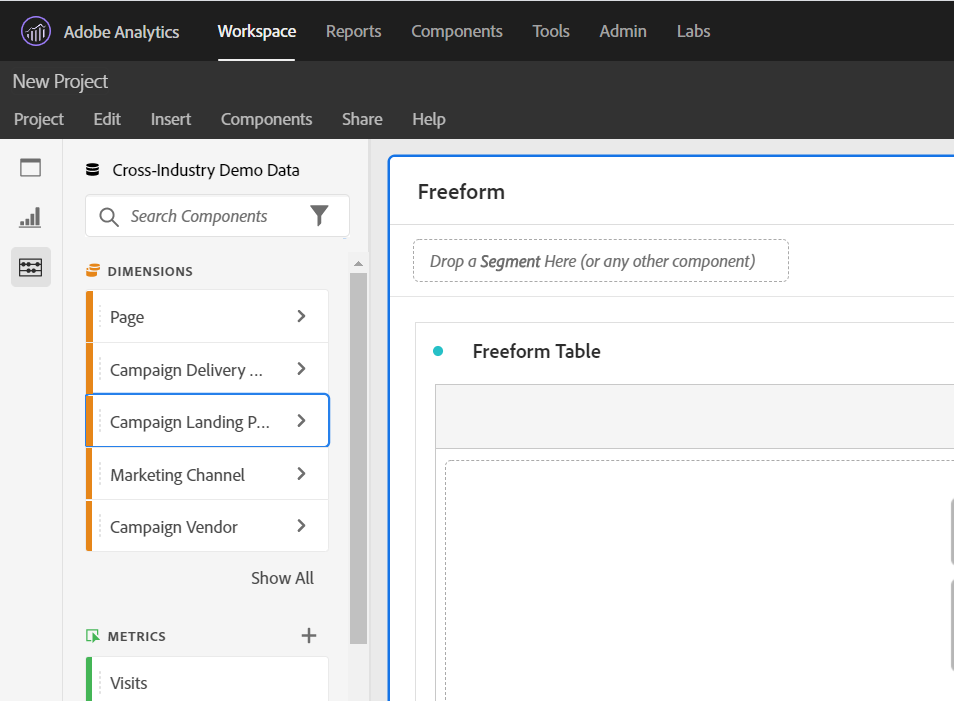 Adobe Analytics Workspace Reports Components Tools Admin Labs
New Project
Project Edit Insert Components Share Help
Cross-Industry Demo Data
Search Components
DIMENSIONS
Page
Campaign Delivery ...
Campaign Landing P...
Marketing Channel
Campaign Vendor
Show All
METRICS
Visits
Freeform
Drop a Segment Here (or any other component)
Freeform Table